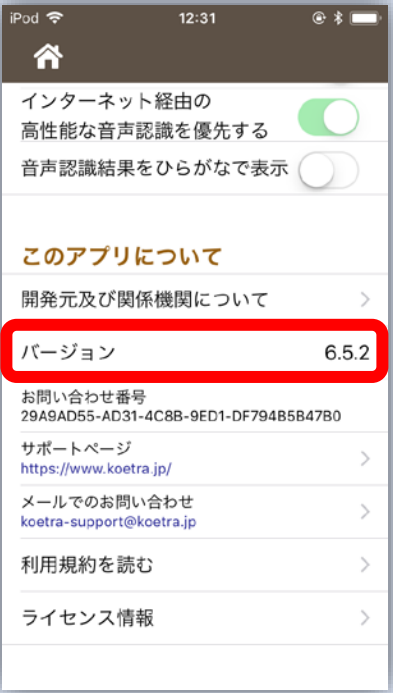 iPod 12:31
インターネット経由の
高性能な音声認識を優先する
音声認識結果をひらがなで表示
このアプリについて
開発元及び関係機関について
バージョン 6.5.2
お問い合わせ番号
29A9AD55-AD31-4C8B-9ED1-DF794B5B47B0
サポートページ
https://www.koetra.jp/
メールでのお問い合わせ
koetra-support@koetra.jp
利用規約を読む
ライセンス情報